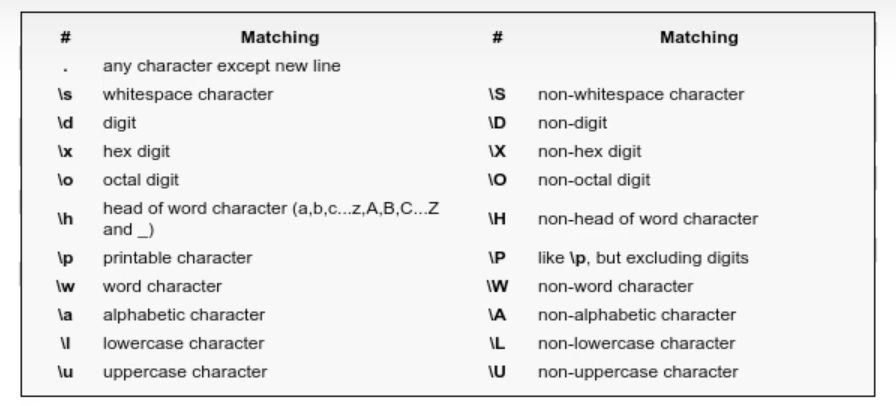 # Matching # Matching
. any character except new line
\s whitespace character \S non-whitespace character
\d digit \D non-digit
\x hex digit \X non-hex digit
\o octal digit \O non-octal digit
\h head of word character (a,b,c...z,A,B,C...Z
and _) \H non-head of word character
\p printable character \P like \p, but excluding digits
\w word character \W non-word character
\a alphabetic character \A non-alphabetic character
\l lowercase character \L non-lowercase character
\u uppercase character \U non-uppercase character